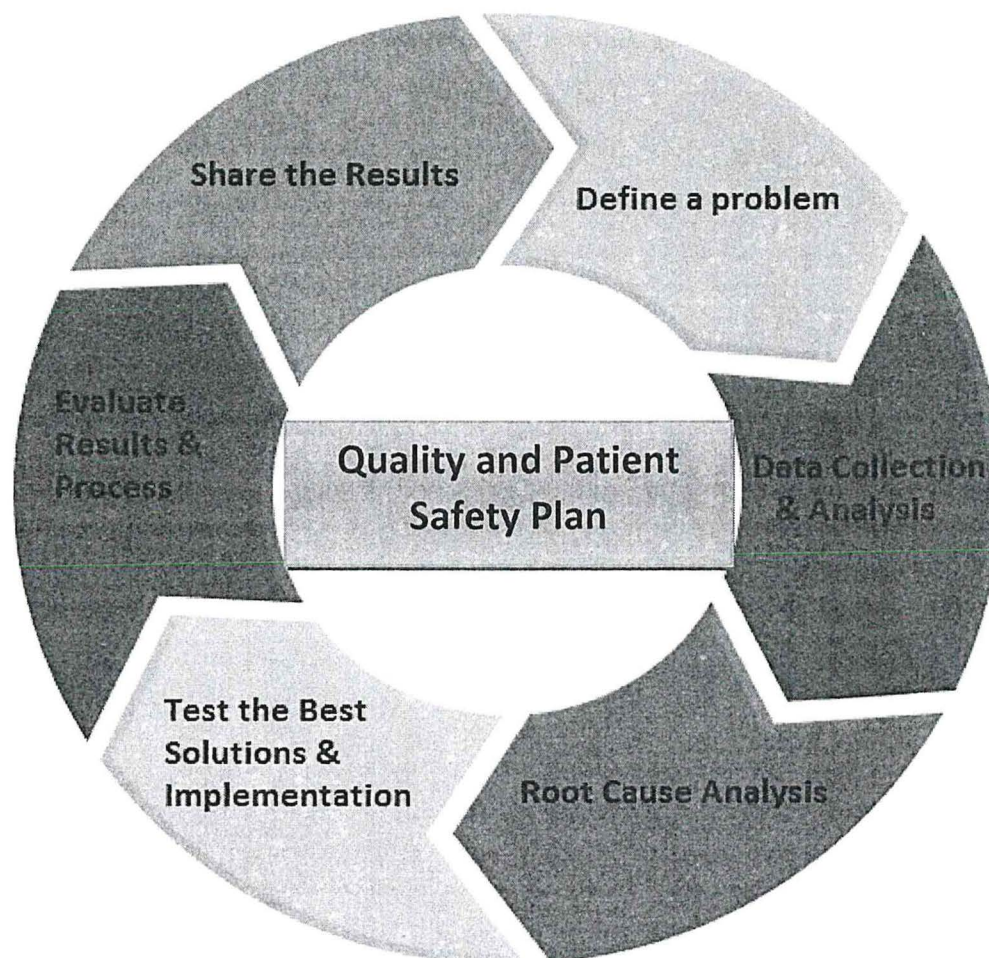 Share the Results
Define a problem
Evaluate
Results &
Process
Quality and Patient
Safety Plan
Data Collection
& Analysis
Test the Best
Solutions &
Implementation
Root Cause Analysis